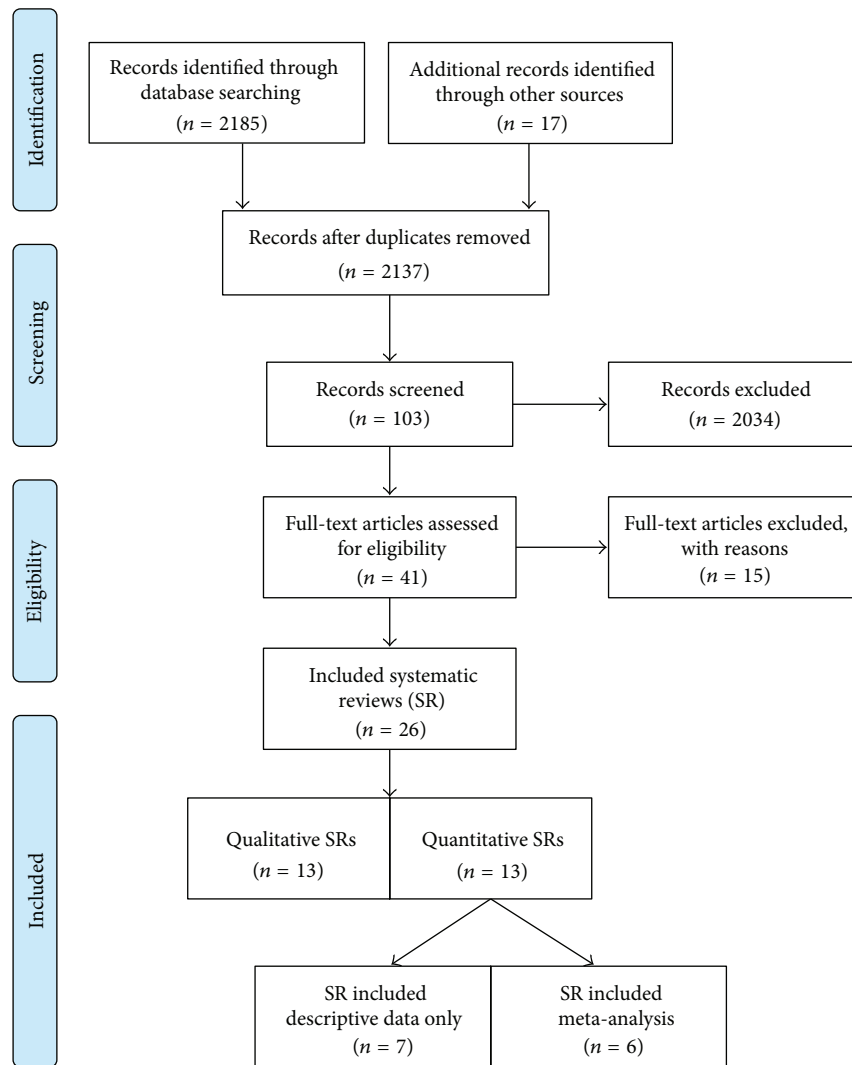 Identification
Records identified through
database searching
(n = 2185)
Additional records identified
through other sources
(n = 17)
Records after duplicates removed
(n = 2137)
Screening
Records screened
(n = 103)
Records excluded
(n = 2034)
Eligibility
Full-text articles assessed
for eligibility
(n = 41)
Full-text articles excluded,
with reasons
(n = 15)
Included systematic
reviews (SR)
(n = 26)
Included
Qualitative SRs
(n = 13)
Quantitative SRs
(n = 13)
SR included
descriptive data only
(n = 7)
SR included
meta-analysis
(n = 6)